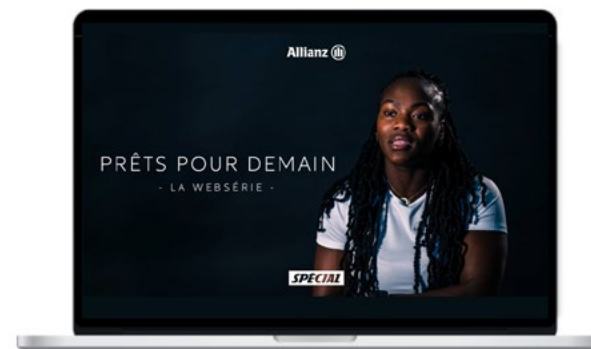 Allianz
PRÊTS POUR DEMAIN
- LA WEBSÉRIE -
SPECIAL